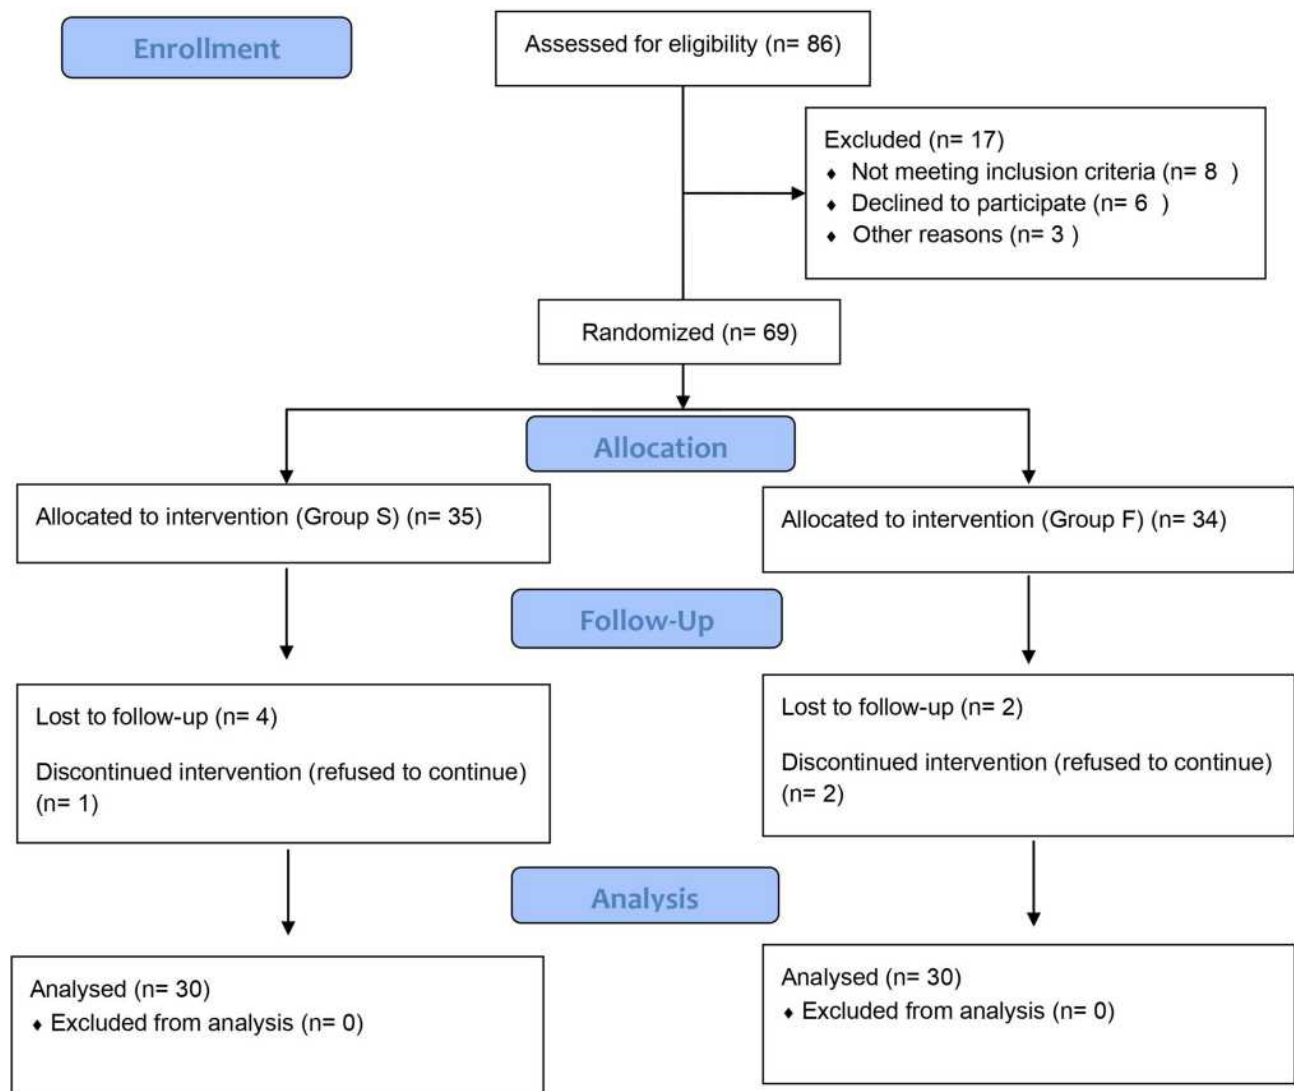 Enrollment
Assessed for eligibility (n= 86)
Excluded (n= 17)
♦ Not meeting inclusion criteria (n= 8 )
♦ Declined to participate (n= 6 )
♦ Other reasons (n= 3 )
Randomized (n= 69)
Allocation
Allocated to intervention (Group S) (n= 35)
Allocated to intervention (Group F) (n= 34)
Follow-Up
Lost to follow-up (n= 4)
Discontinued intervention (refused to continue)
(n= 1)
Lost to follow-up (n= 2)
Discontinued intervention (refused to continue)
(n= 2)
Analysis
Analysed (n= 30)
♦ Excluded from analysis (n= 0)
Analysed (n= 30)
♦ Excluded from analysis (n= 0)